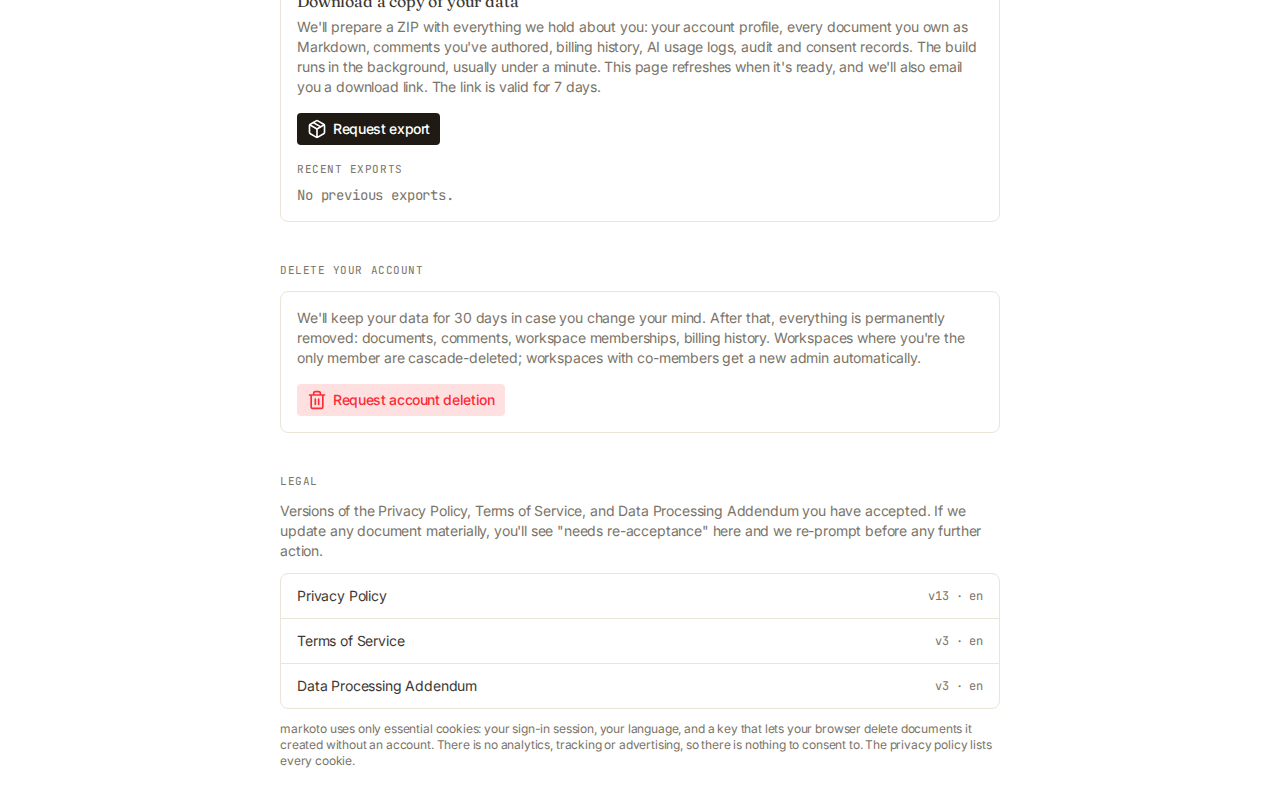 Download a copy of your data
We'll prepare a ZIP with everything we hold about you: your account profile, every document you own as
Markdown, comments you've authored, billing history, AI usage logs, audit and consent records. The build
runs in the background, usually under a minute. This page refreshes when it's ready, and we'll also email
you a download link. The link is valid for 7 days.
Request export
RECENT EXPORTS
No previous exports.
DELETE YOUR ACCOUNT
We'll keep your data for 30 days in case you change your mind. After that, everything is permanently
removed: documents, comments, workspace memberships, billing history. Workspaces where you're the
only member are cascade-deleted; workspaces with co-members get a new admin automatically.
Request account deletion
LEGAL
Versions of the Privacy Policy, Terms of Service, and Data Processing Addendum you have accepted. If we
update any document materially, you'll see "needs re-acceptance" here and we re-prompt before any further
action.
Privacy Policy v13 · en
Terms of Service v3 · en
Data Processing Addendum v3 · en
markoto uses only essential cookies: your sign-in session, your language, and a key that lets your browser delete documents it
created without an account. There is no analytics, tracking or advertising, so there is nothing to consent to. The privacy policy lists
every cookie.